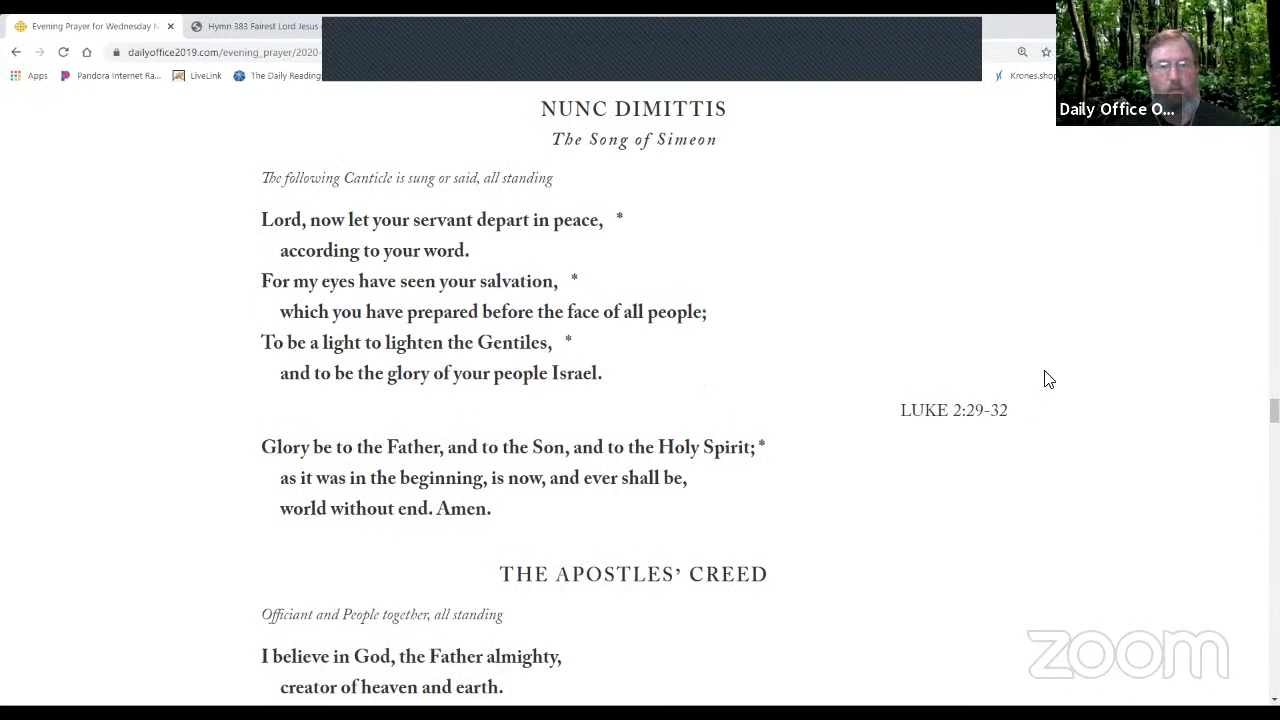 Evening Prayer for Wednesday N
Hymn 383 Fairest Lord Jesus
dailyoffice2019.com/evening_prayer/2020-
Apps
Pandora Internet Ra...
LiveLink
The Daily Readings
Krones.shop
Daily Office O...
NUNC DIMITTIS
The Song of Simeon
The following Canticle is sung or said, all standing
Lord, now let your servant depart in peace, *
according to your word.
For my eyes have seen your salvation, *
which you have prepared before the face of all people;
To be a light to lighten the Gentiles, *
and to be the glory of your people Israel.
LUKE 2:29-32
Glory be to the Father, and to the Son, and to the Holy Spirit; *
as it was in the beginning, is now, and ever shall be,
world without end. Amen.
THE APOSTLES’ CREED
Officiant and People together, all standing
I believe in God, the Father almighty,
creator of heaven and earth.
zoom